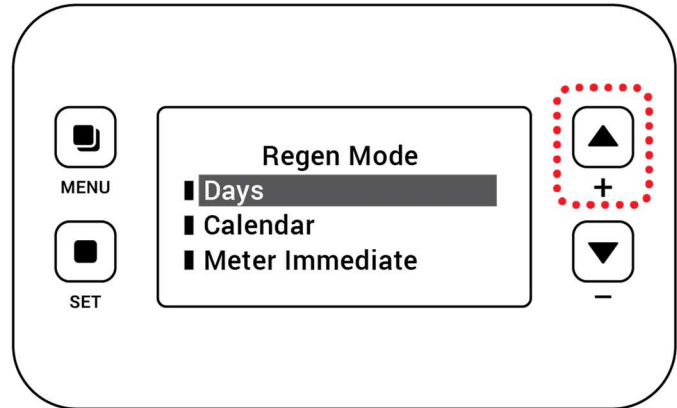 Regen Mode
Days
Calendar
Meter Immediate
MENU
SET
+
−